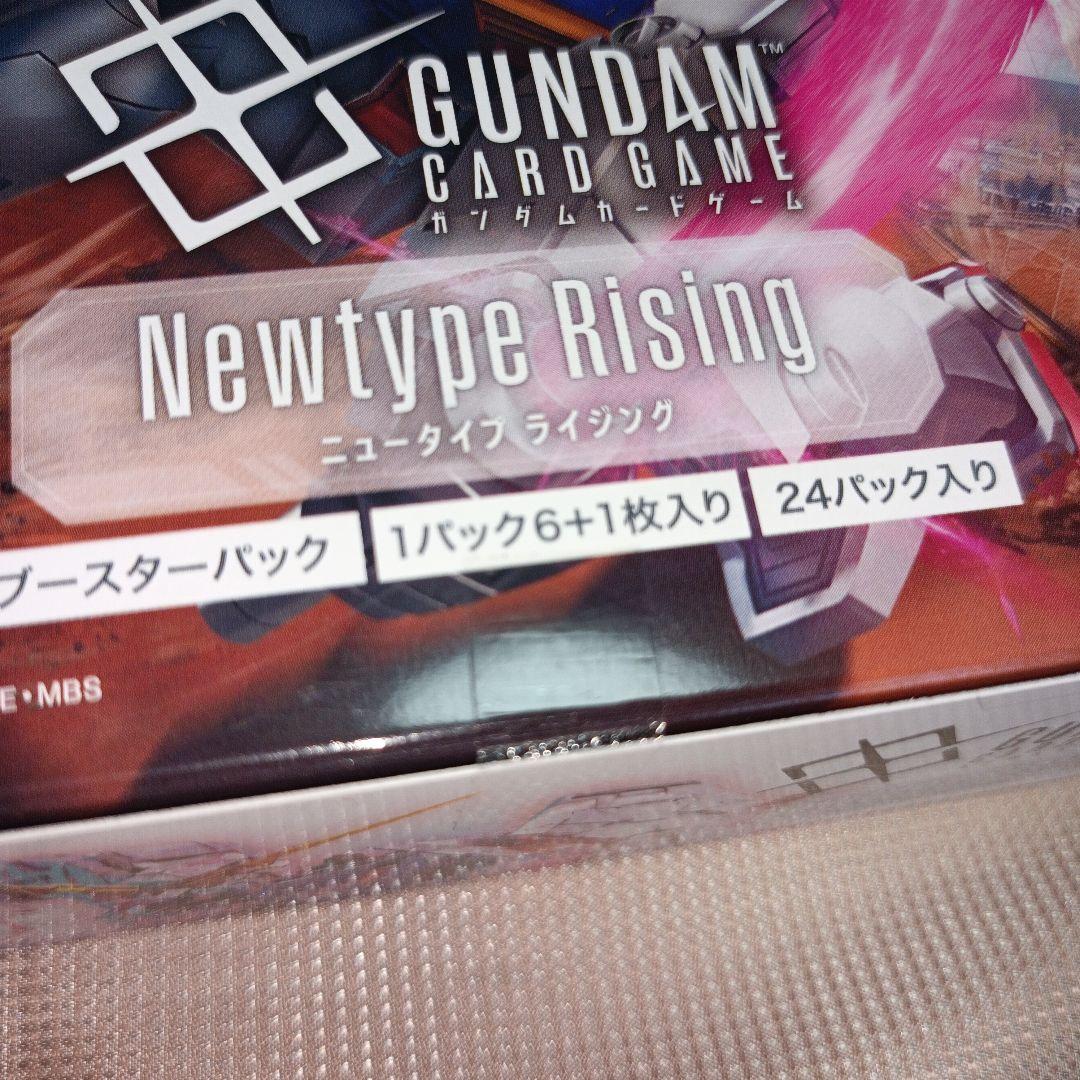 GUNDAM™
CARD GAME
ガンダムカードゲーム
Newtype Rising
ニュータイプ ライジング
ブースターパック
1パック6+1枚入り
24パック入り
E・MBS